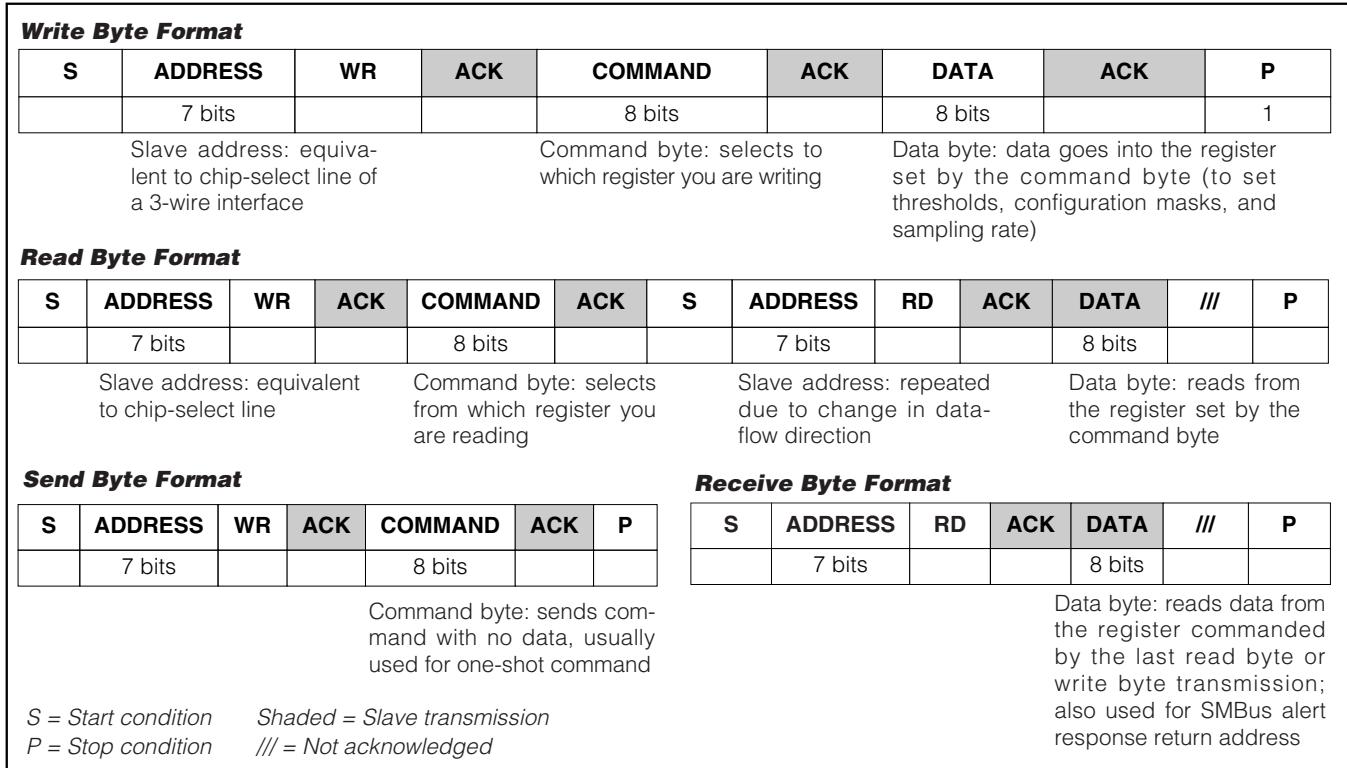 Write Byte Format
S ADDRESS WR ACK COMMAND ACK DATA ACK P
7 bits 8 bits 8 bits 1
Slave address: equiva-
lent to chip-select line of
a 3-wire interface
Command byte: selects to
which register you are writing
Data byte: data goes into the register
set by the command byte (to set
thresholds, configuration masks, and
sampling rate)
Read Byte Format
S ADDRESS WR ACK COMMAND ACK S ADDRESS RD ACK DATA /// P
7 bits 8 bits 7 bits 8 bits
Slave address: equivalent
to chip-select line
Command byte: selects
from which register you
are reading
Slave address: repeated
due to change in data-
flow direction
Data byte: reads from
the register set by the
command byte
Send Byte Format
S ADDRESS WR ACK COMMAND ACK P
7 bits 8 bits
Command byte: sends com-
mand with no data, usually
used for one-shot command
Receive Byte Format
S ADDRESS RD ACK DATA /// P
7 bits 8 bits
Data byte: reads data from
the register commanded
by the last read byte or
write byte transmission;
also used for SMBus alert
response return address
S = Start condition Shaded = Slave transmission
P = Stop condition /// = Not acknowledged